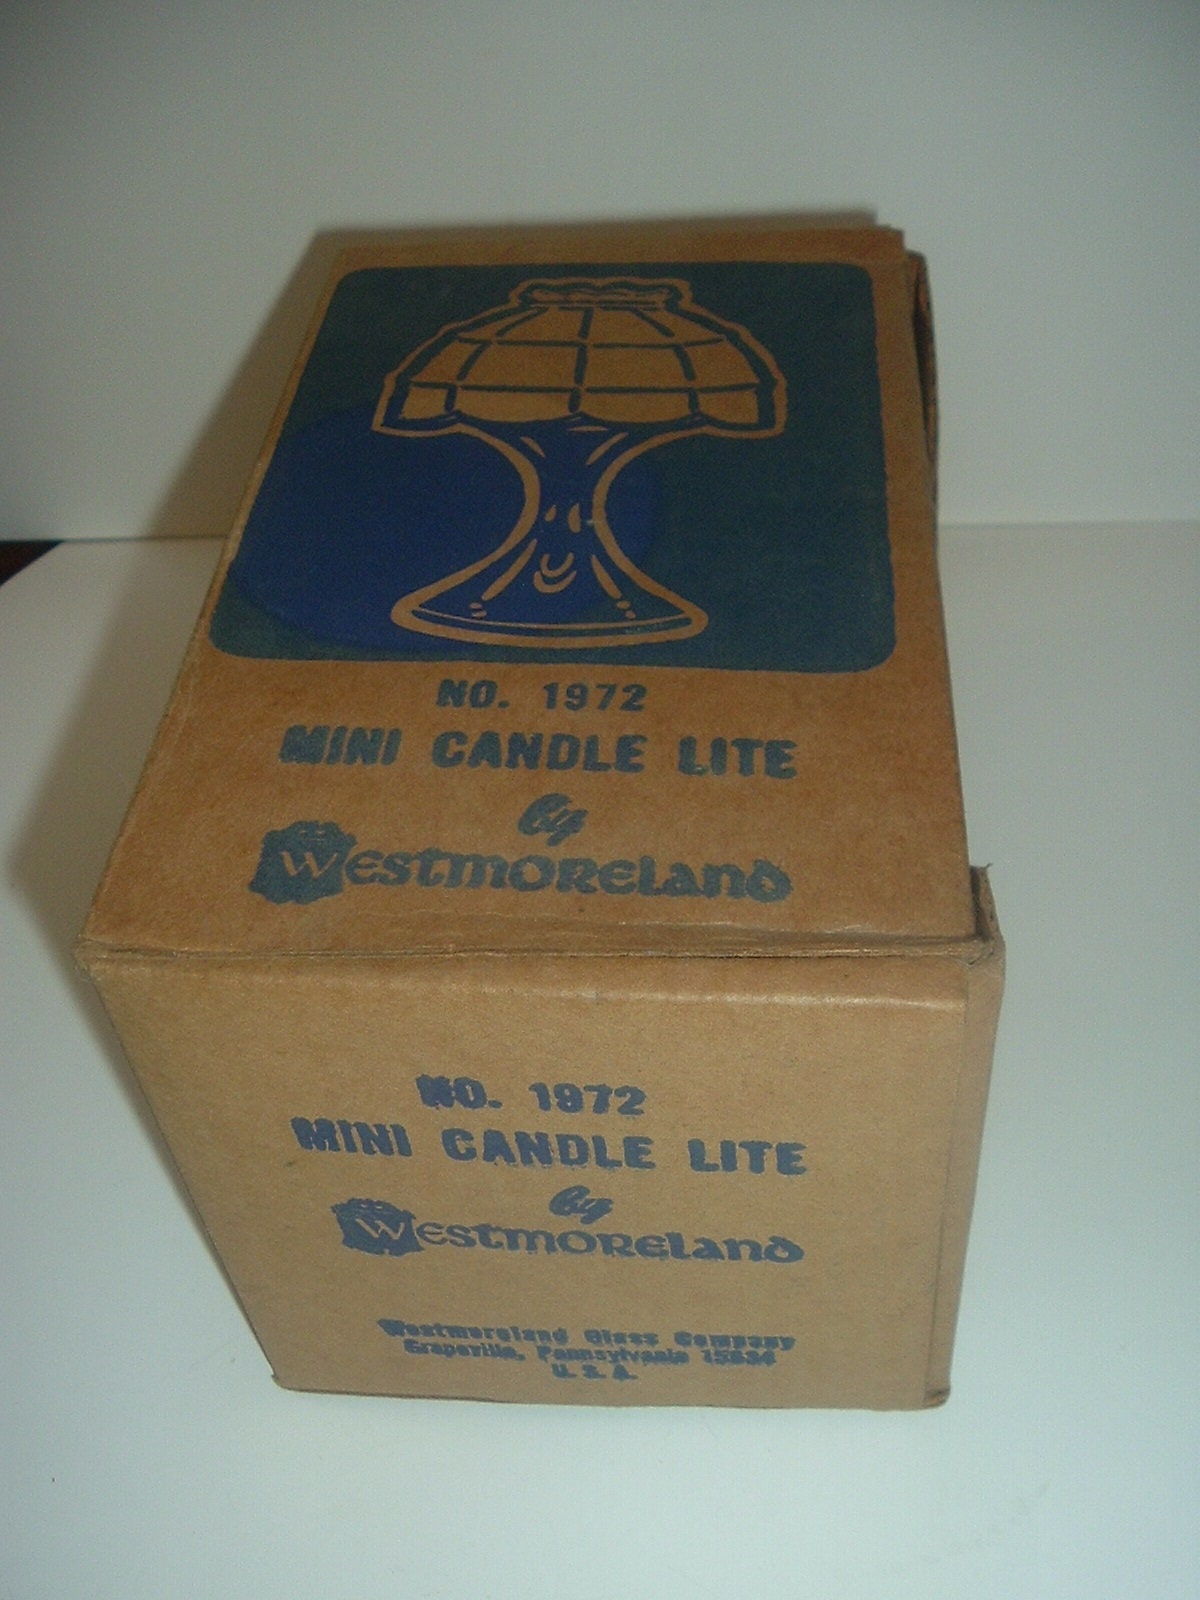 NO. 1972
MINI CANDLE LITE
by
Westmoreland
NO. 1972
MINI CANDLE LITE
by
Westmoreland
Westmoreland Glass Company
Grapeville, Pennsylvania 15634
U. S. A.